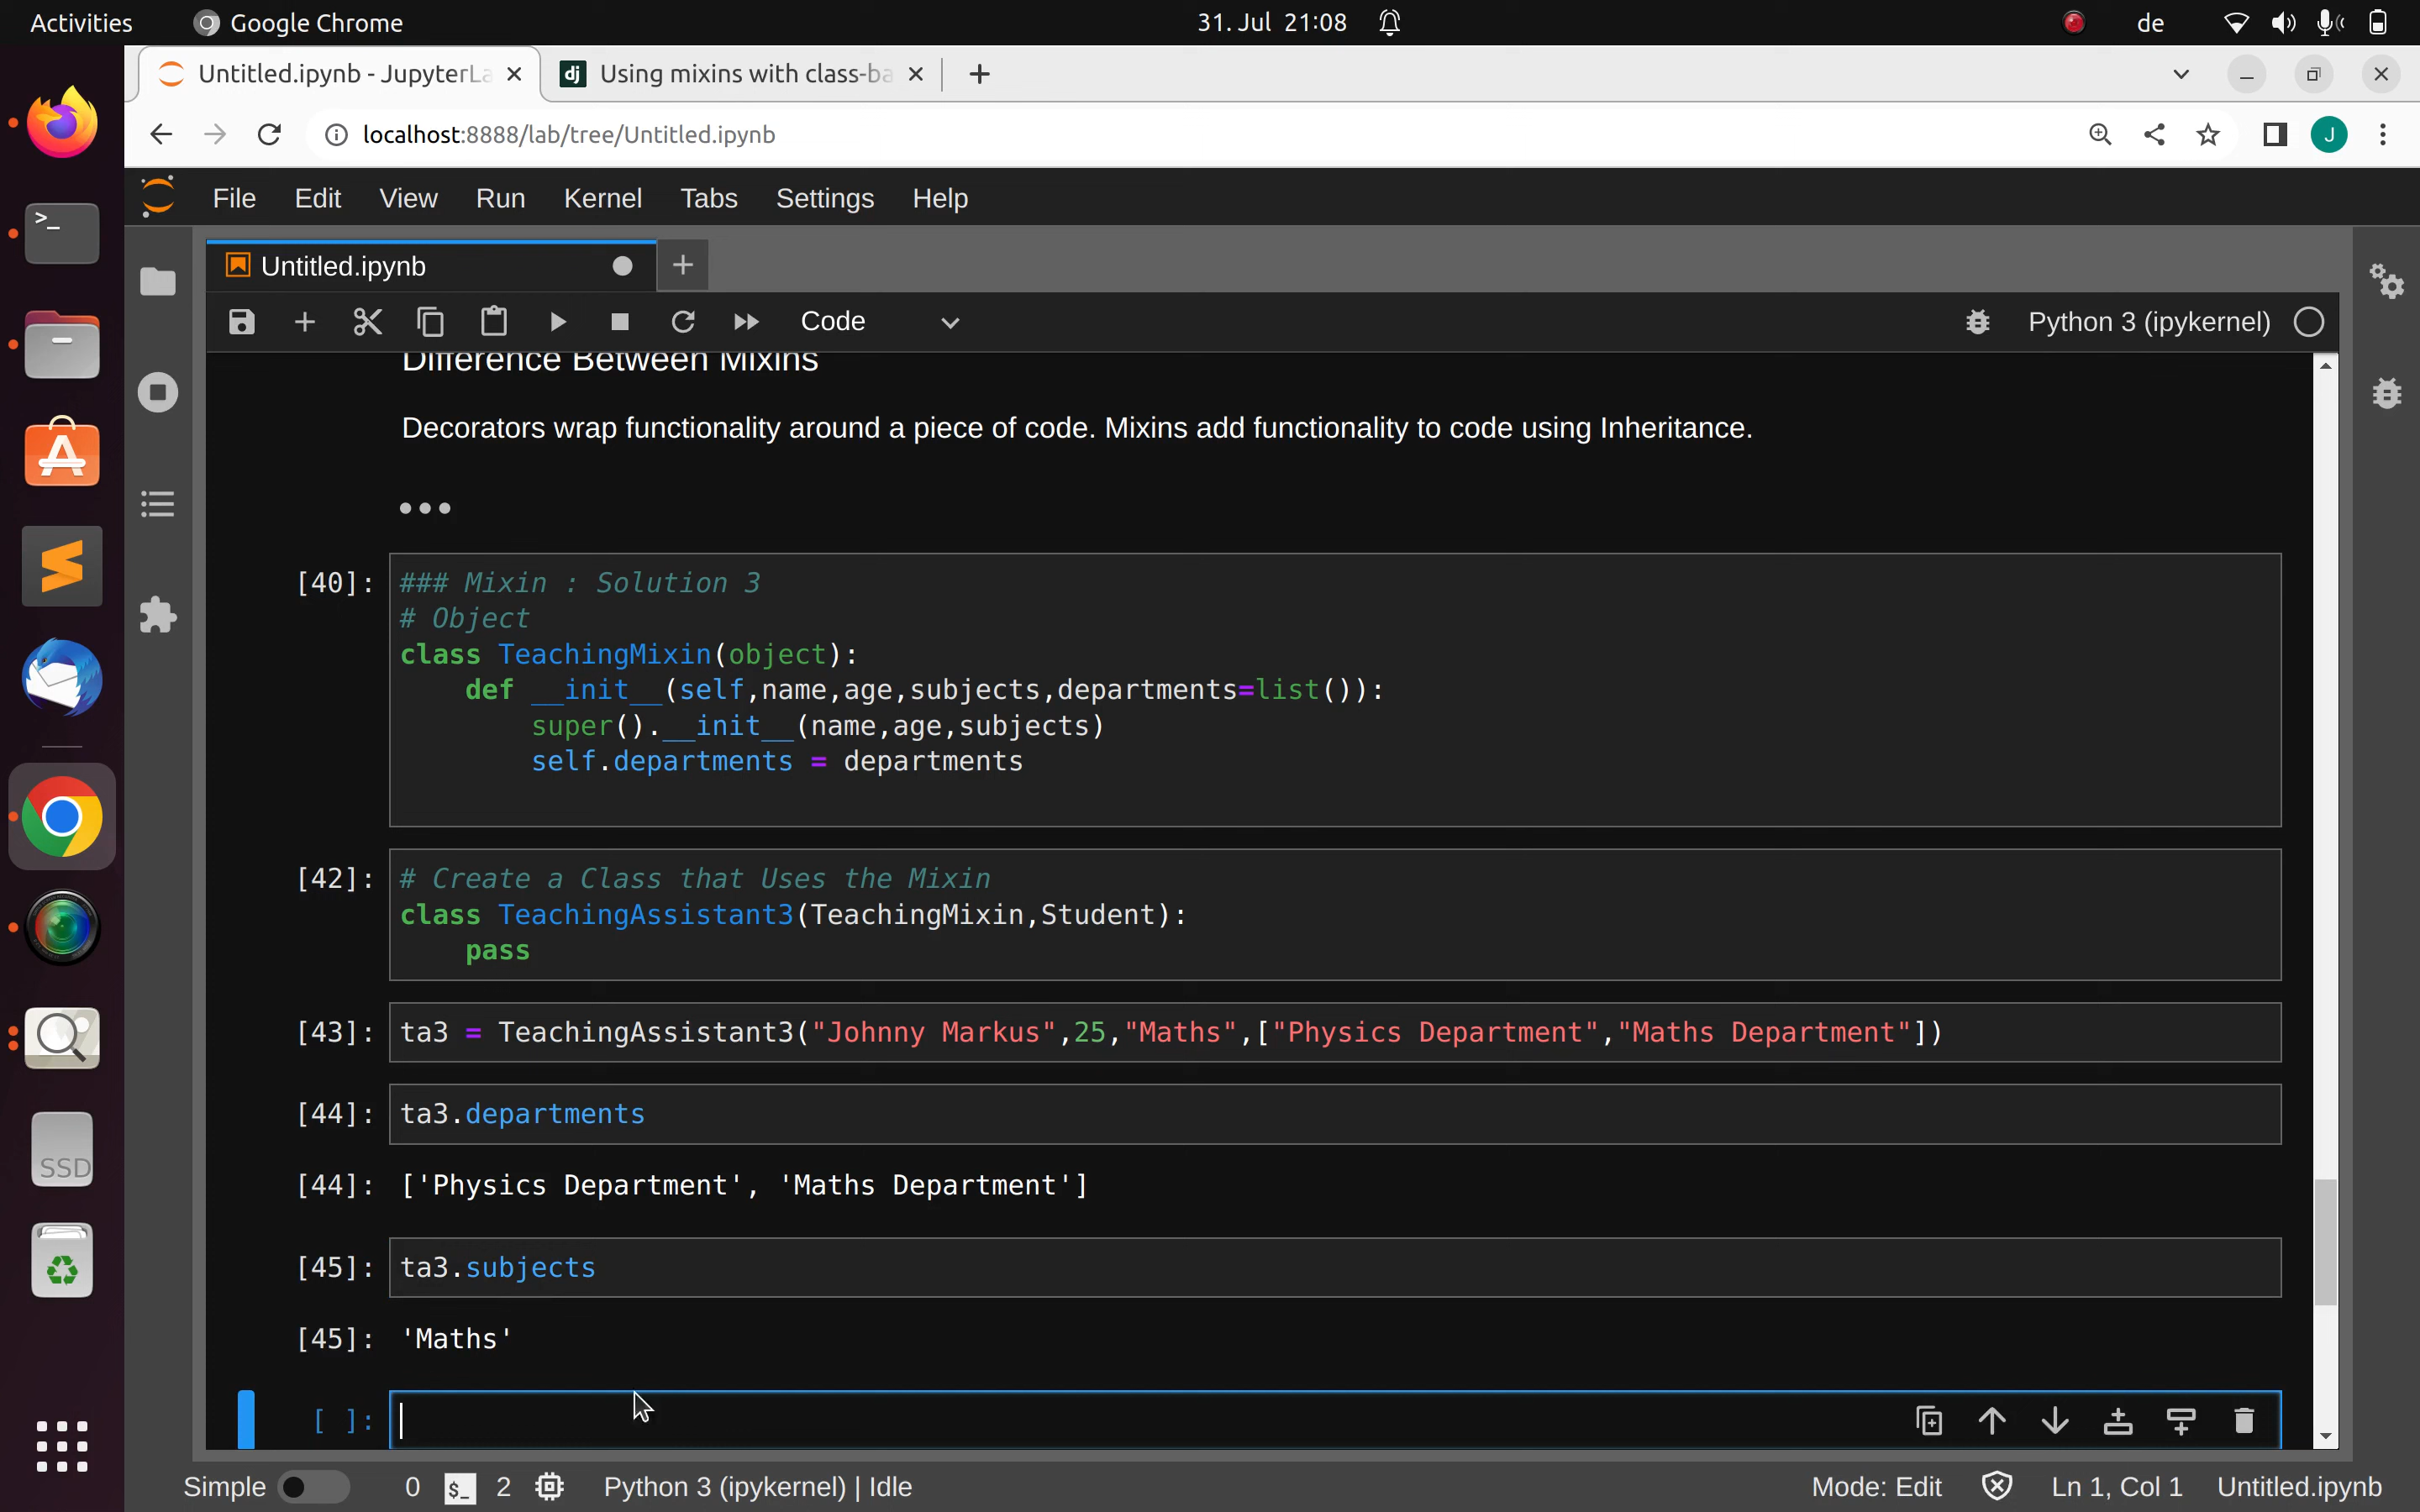 Activities
Google Chrome
31. Jul 21:08
de
Untitled.ipynb - JupyterLa
dj
Using mixins with class-ba
localhost:8888/lab/tree/Untitled.ipynb
J
File Edit View Run Kernel Tabs Settings Help
Untitled.ipynb
Code
Python 3 (ipykernel)
Difference Between Mixins
Decorators wrap functionality around a piece of code. Mixins add functionality to code using Inheritance.
[40]:
### Mixin : Solution 3
# Object
class TeachingMixin(object):
    def __init__(self,name,age,subjects,departments=list()):
        super().__init__(name,age,subjects)
        self.departments = departments
[42]:
# Create a Class that Uses the Mixin
class TeachingAssistant3(TeachingMixin,Student):
    pass
[43]: ta3 = TeachingAssistant3("Johnny Markus",25,"Maths",["Physics Department","Maths Department"])
[44]: ta3.departments
[44]: ['Physics Department', 'Maths Department']
[45]: ta3.subjects
[45]: 'Maths'
[ ]:
SSD
Simple 0 $_ 2 Python 3 (ipykernel) | Idle
Mode: Edit Ln 1, Col 1 Untitled.ipynb